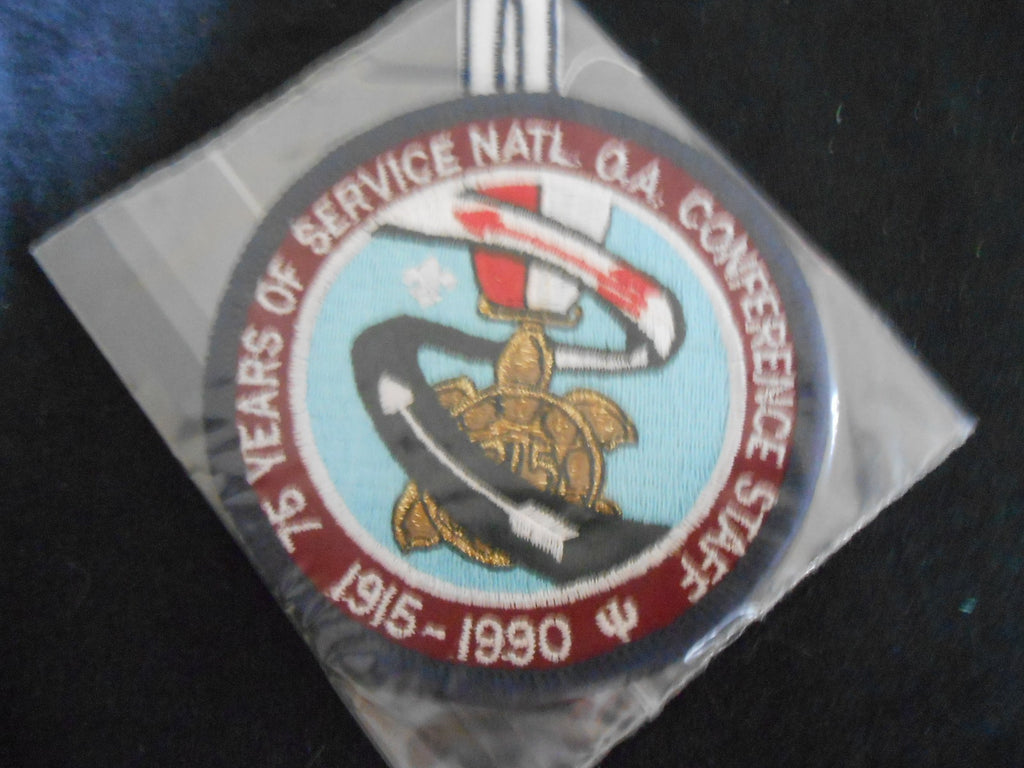 75 YEARS OF SERVICE NATL. O.A. CONFERENCE STAFF
1915-1990